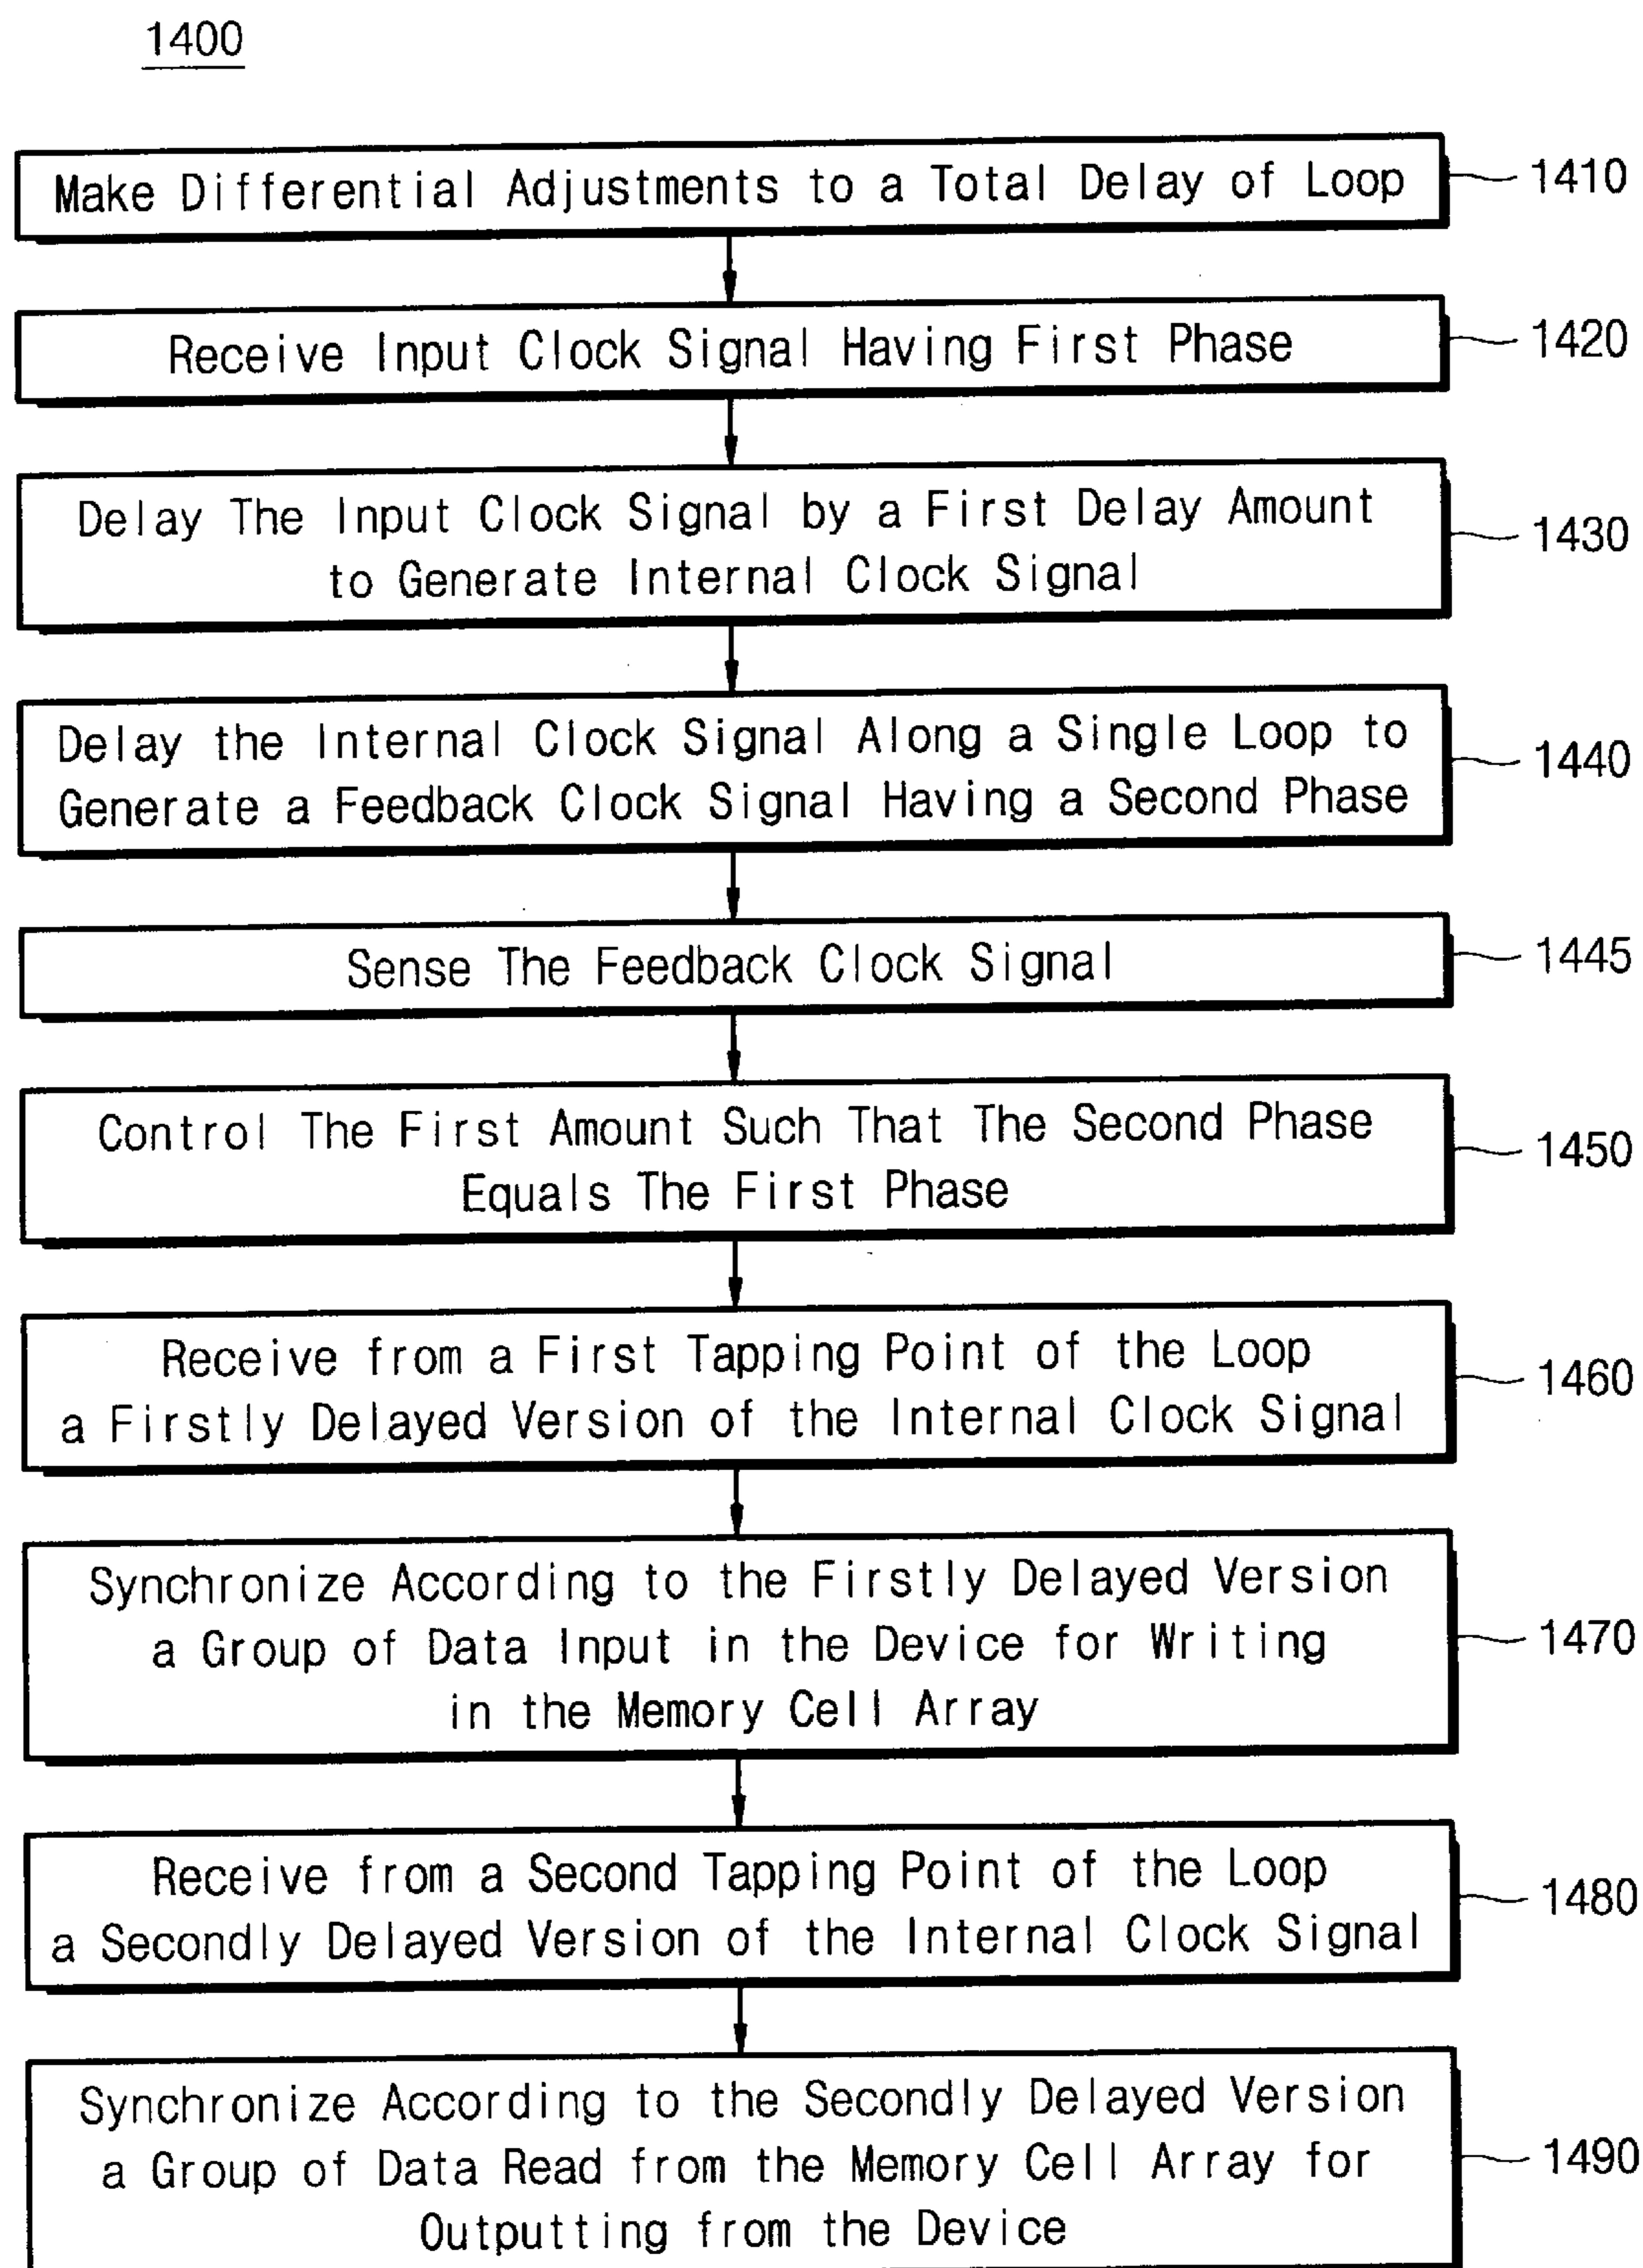 1400
Make Differential Adjustments to a Total Delay of Loop
1410
Receive Input Clock Signal Having First Phase
1420
Delay The Input Clock Signal by a First Delay Amount
to Generate Internal Clock Signal
1430
Delay the Internal Clock Signal Along a Single Loop to
Generate a Feedback Clock Signal Having a Second Phase
1440
Sense The Feedback Clock Signal
1445
Control The First Amount Such That The Second Phase
Equals The First Phase
1450
Receive from a First Tapping Point of the Loop
a Firstly Delayed Version of the Internal Clock Signal
1460
Synchronize According to the Firstly Delayed Version
a Group of Data Input in the Device for Writing
in the Memory Cell Array
1470
Receive from a Second Tapping Point of the Loop
a Secondly Delayed Version of the Internal Clock Signal
1480
Synchronize According to the Secondly Delayed Version
a Group of Data Read from the Memory Cell Array for
Outputting from the Device
1490